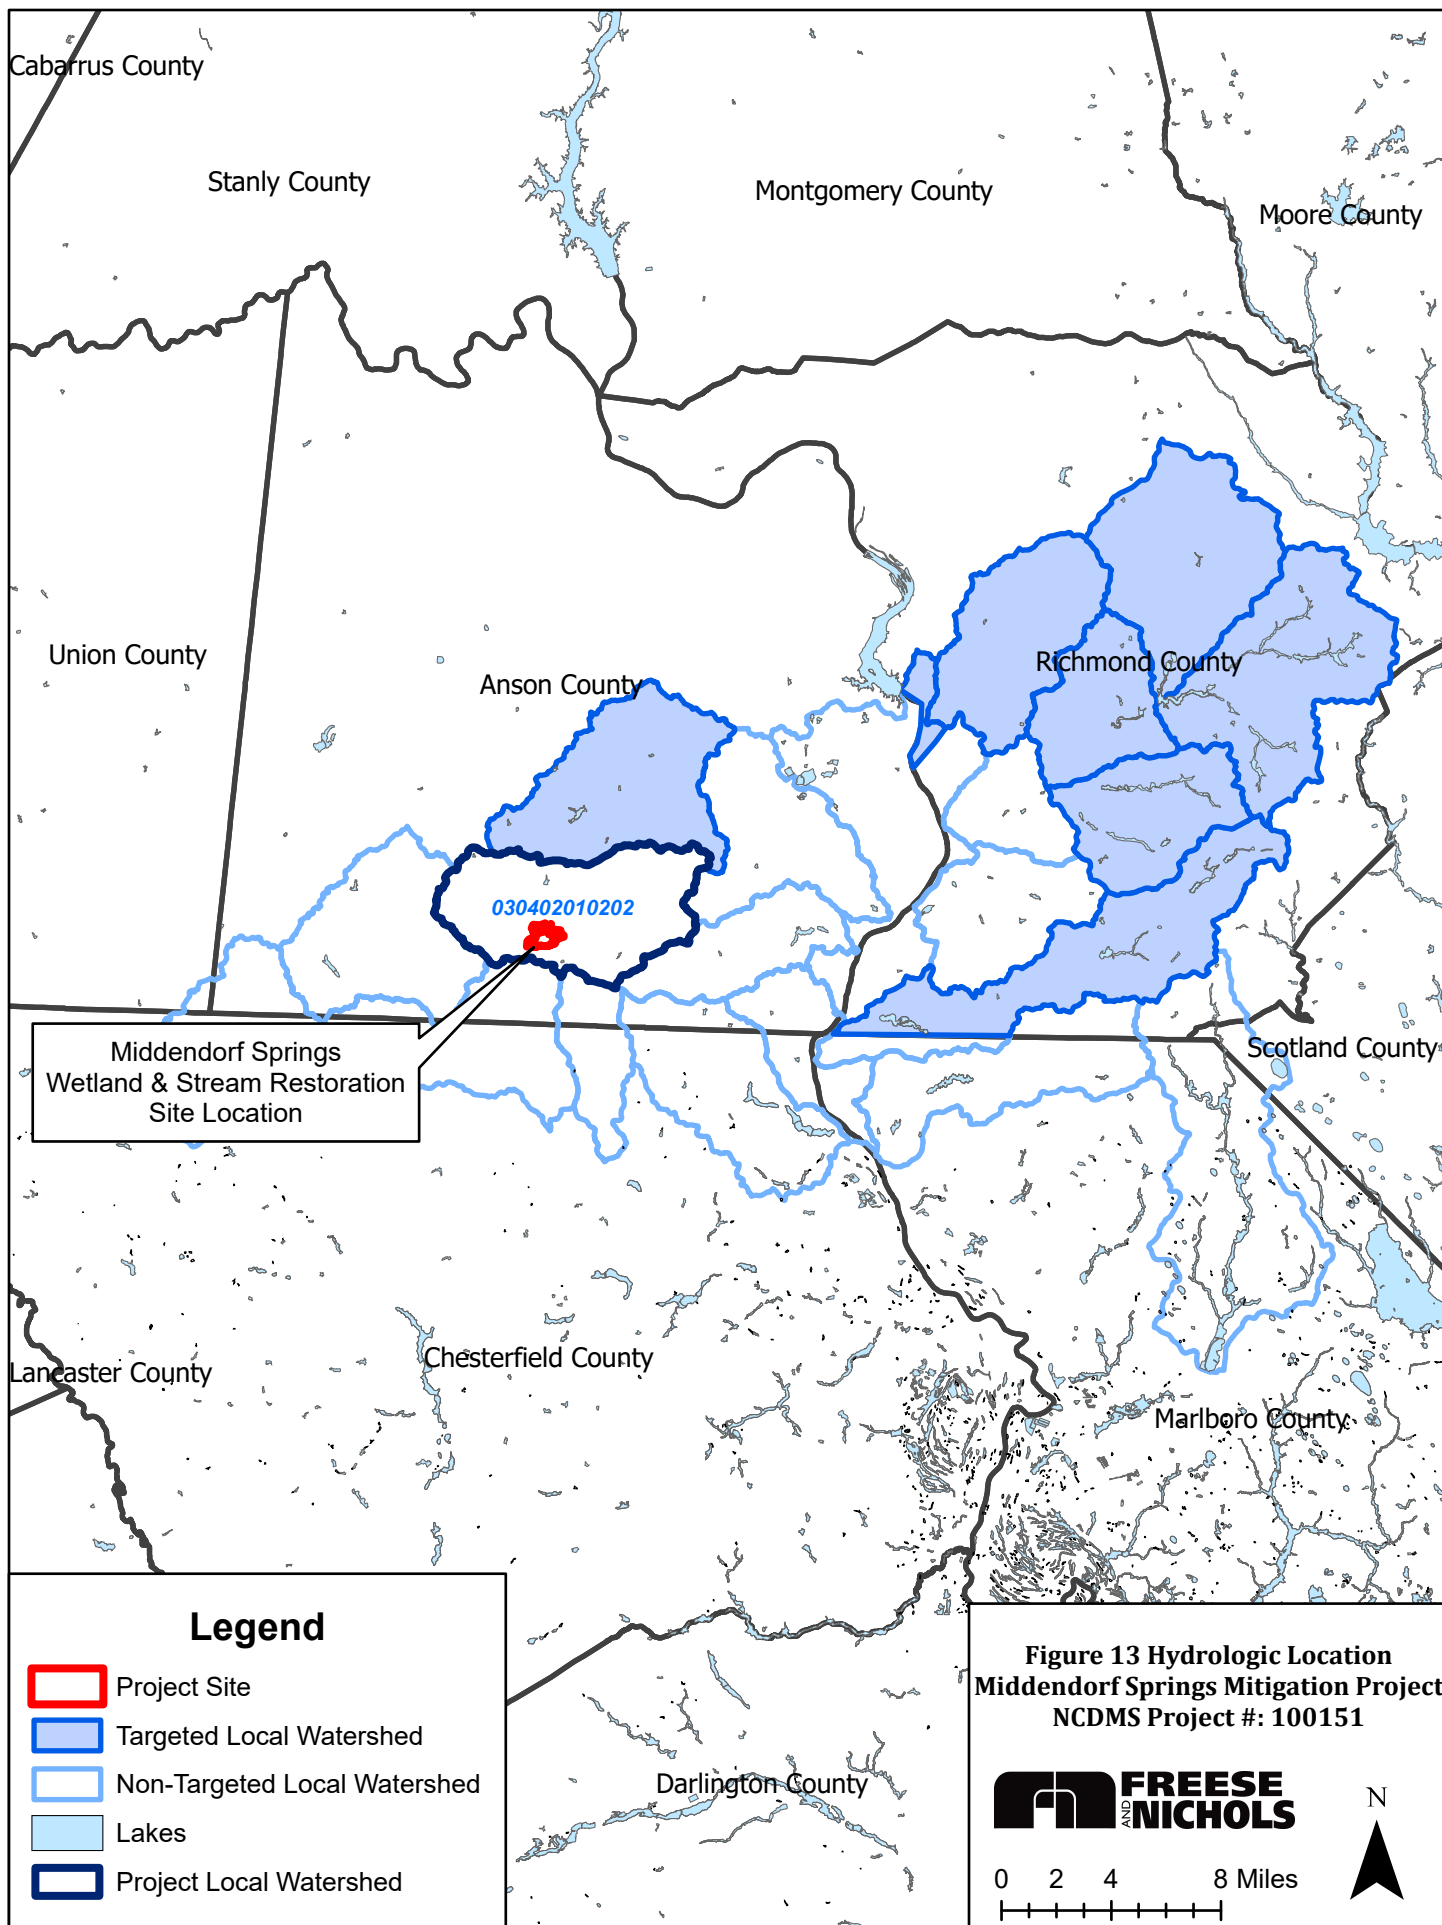 Cabarrus County
Stanly County
Montgomery County
Moore County
Union County
Anson County
Richmond County
030402010202
Middendorf Springs
Wetland & Stream Restoration
Site Location
Scotland County
Lancaster County
Chesterfield County
Marlboro County
Darlington County
Legend
Project Site
Targeted Local Watershed
Non-Targeted Local Watershed
Lakes
Project Local Watershed
Figure 13 Hydrologic Location
Middendorf Springs Mitigation Project
NCDMS Project #: 100151
FREESE
AND NICHOLS
N
0 2 4 8 Miles